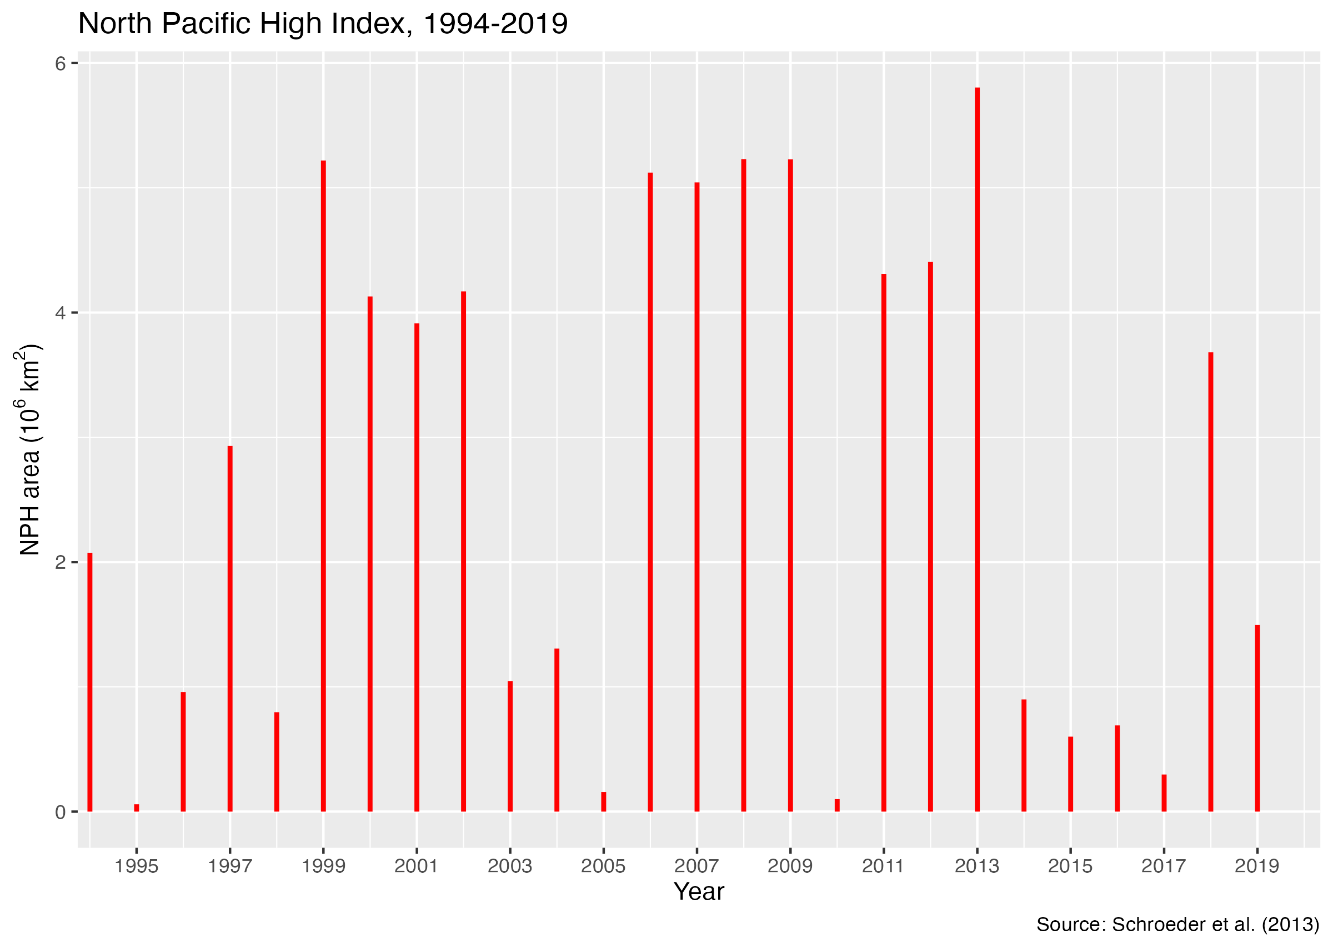 North Pacific High Index, 1994-2019
NPH area (10⁶ km²)
6
4
2
0
1995 1997 1999 2001 2003 2005 2007 2009 2011 2013 2015 2017 2019
Year
Source: Schroeder et al. (2013)